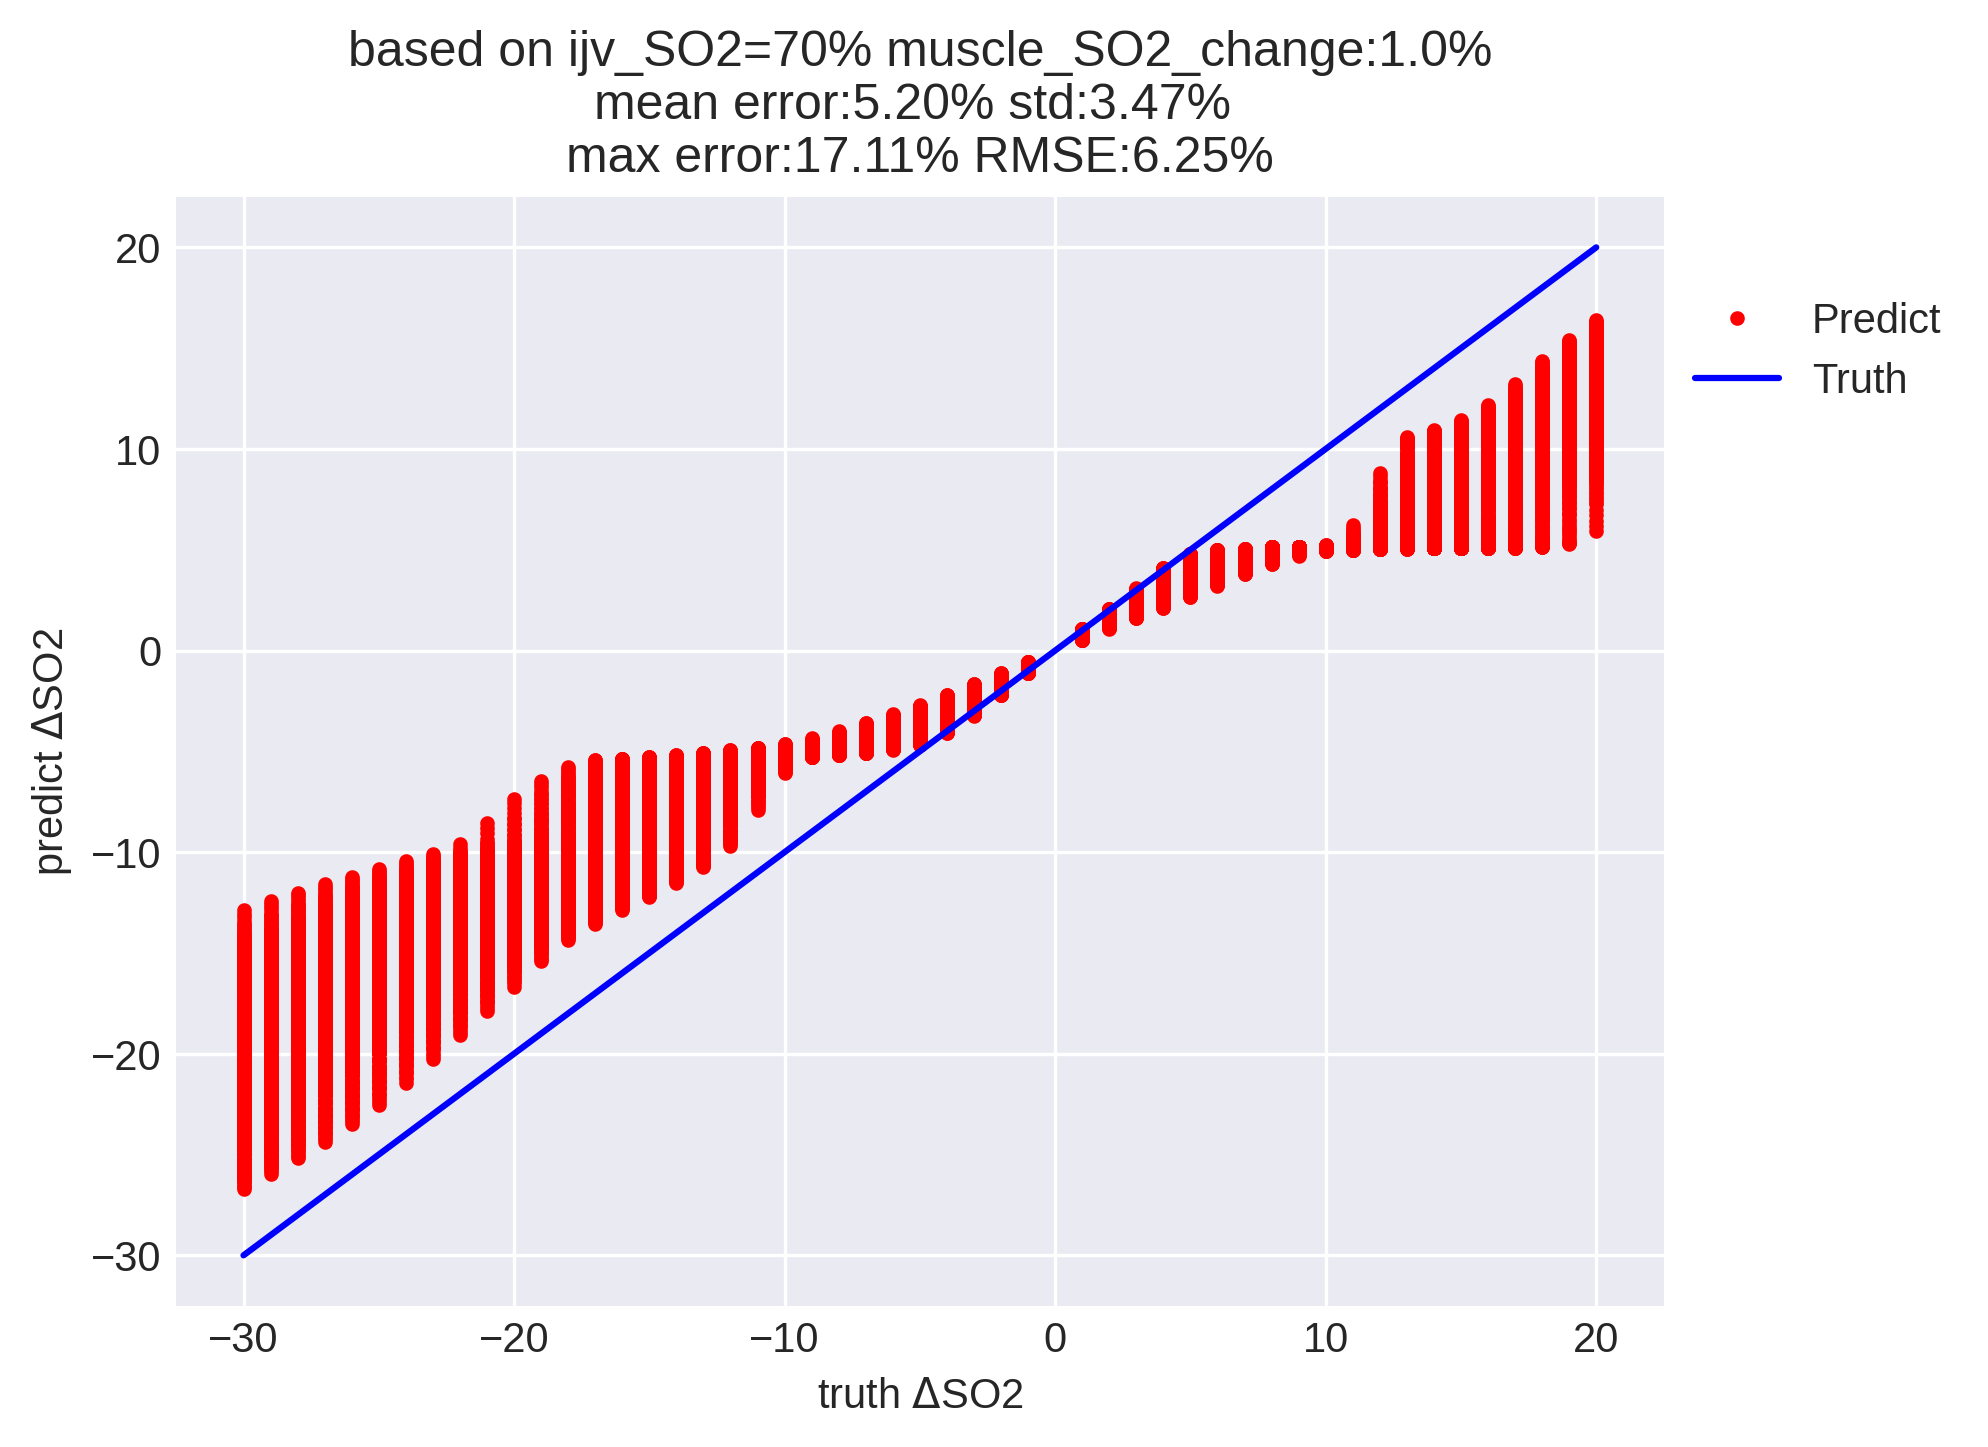 based on ijv_SO2=70% muscle_SO2_change:1.0%
mean error:5.20% std:3.47%
max error:17.11% RMSE:6.25%
20
10
0
−10
−20
−30
predict ΔSO2
−30
−20
−10
0
10
20
truth ΔSO2
Predict
Truth